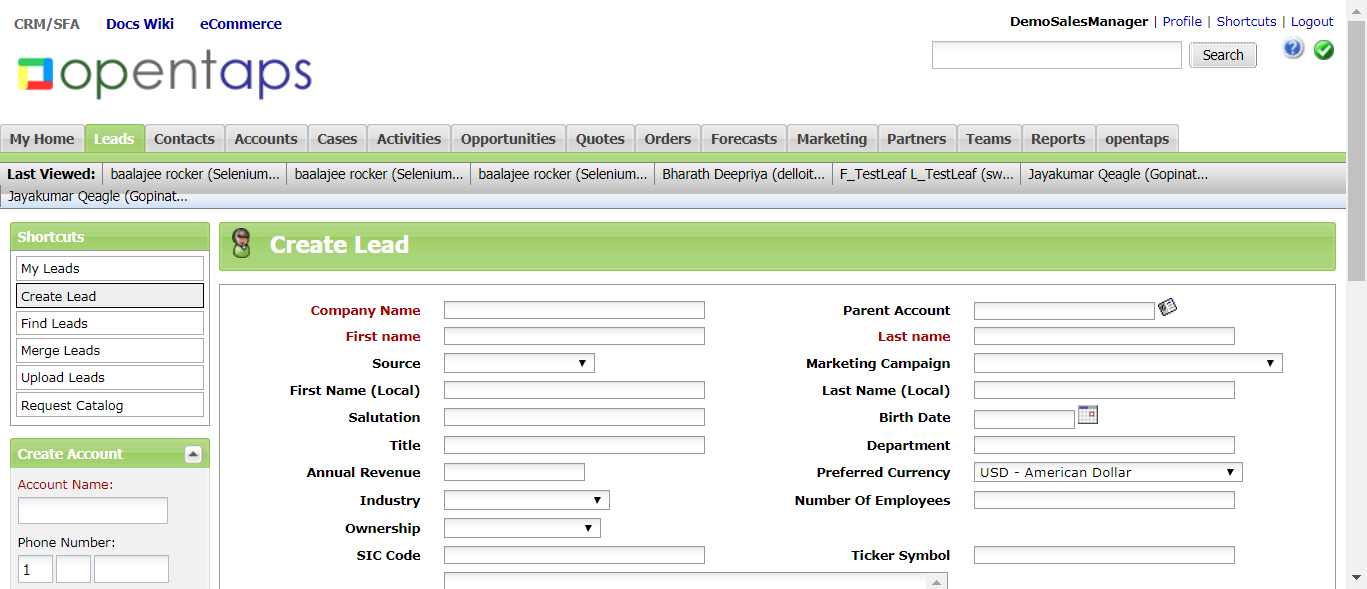 CRM/SFA Docs Wiki eCommerce
DemoSalesManager | Profile | Shortcuts | Logout
opentaps
Search
My Home Leads Contacts Accounts Cases Activities Opportunities Quotes Orders Forecasts Marketing Partners Teams Reports opentaps
Last Viewed: baalajee rocker (Selenium... baalajee rocker (Selenium... baalajee rocker (Selenium... Bharath Deepriya (delloit... F_TestLeaf L_TestLeaf (sw... Jayakumar Qeagle (Gopinat...
Jayakumar Qeagle (Gopinat...
Shortcuts
My Leads
Create Lead
Find Leads
Merge Leads
Upload Leads
Request Catalog
Create Account
Account Name:
Phone Number:
1
Create Lead
Company Name Parent Account
First name Last name
Source Marketing Campaign
First Name (Local) Last Name (Local)
Salutation Birth Date
Title Department
Annual Revenue Preferred Currency USD - American Dollar
Industry Number Of Employees
Ownership
SIC Code Ticker Symbol